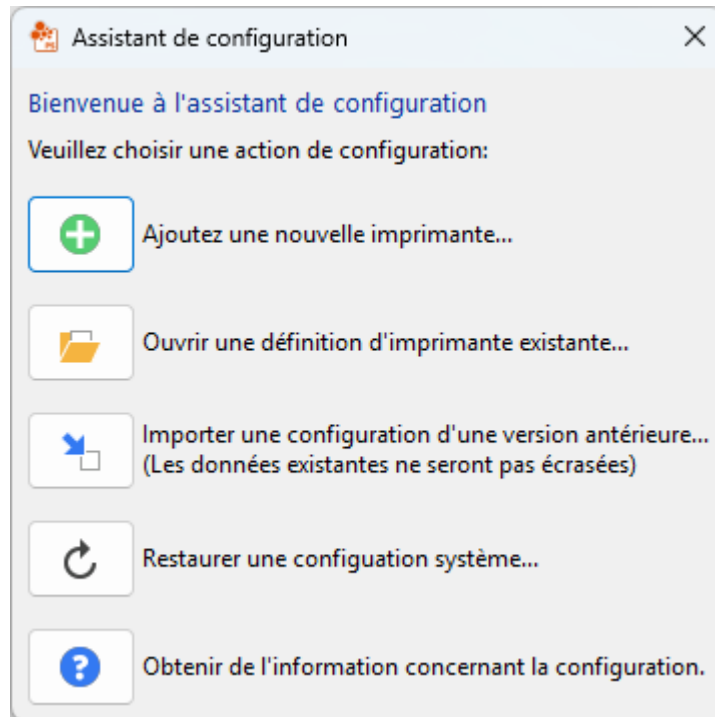 Assistant de configuration
Bienvenue à l'assistant de configuration
Veuillez choisir une action de configuration:
Ajoutez une nouvelle imprimante...
Ouvrir une définition d'imprimante existante...
Importer une configuration d'une version antérieure...
(Les données existantes ne seront pas écrasées)
Restaurer une configuation système...
Obtenir de l'information concernant la configuration.